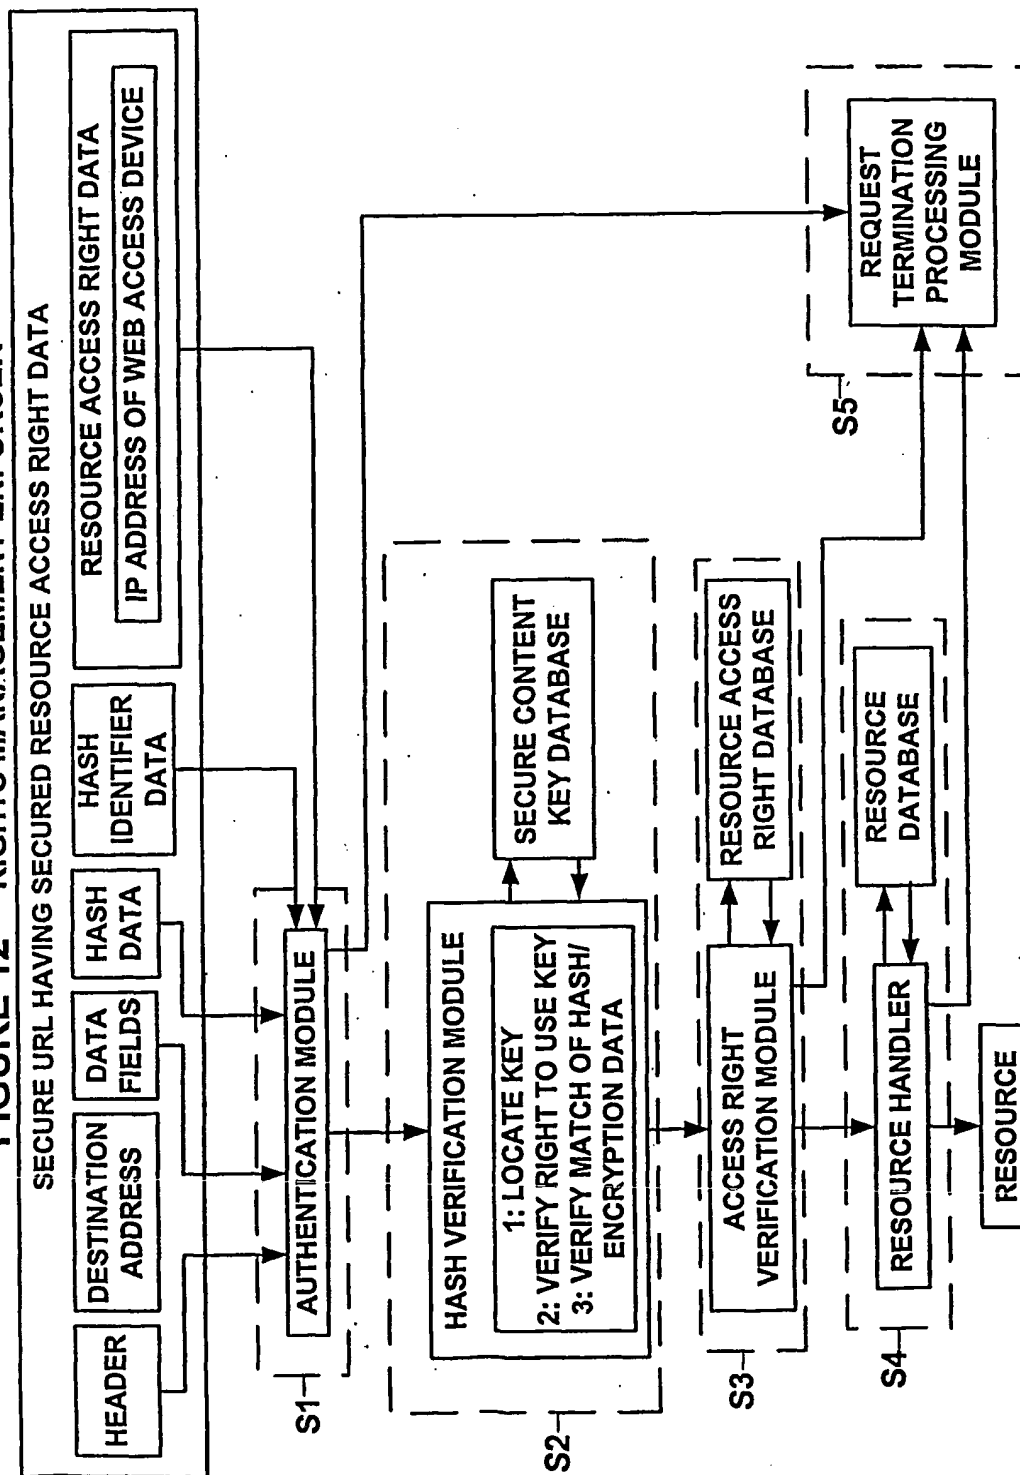 SECURE URL HAVING SECURED RESOURCE ACCESS RIGHT DATA
HEADER
DESTINATION
ADDRESS
DATA
FIELDS
HASH
DATA
HASH
IDENTIFIER
DATA
RESOURCE ACCESS RIGHT DATA
IP ADDRESS OF WEB ACCESS DEVICE
S1
AUTHENTICATION MODULE
S2
HASH VERIFICATION MODULE
1: LOCATE KEY
2: VERIFY RIGHT TO USE KEY
3: VERIFY MATCH OF HASH/
ENCRYPTION DATA
SECURE CONTENT
KEY DATABASE
S3
ACCESS RIGHT
VERIFICATION MODULE
RESOURCE ACCESS
RIGHT DATABASE
S4
RESOURCE HANDLER
RESOURCE
DATABASE
S5
REQUEST
TERMINATION
PROCESSING
MODULE
RESOURCE